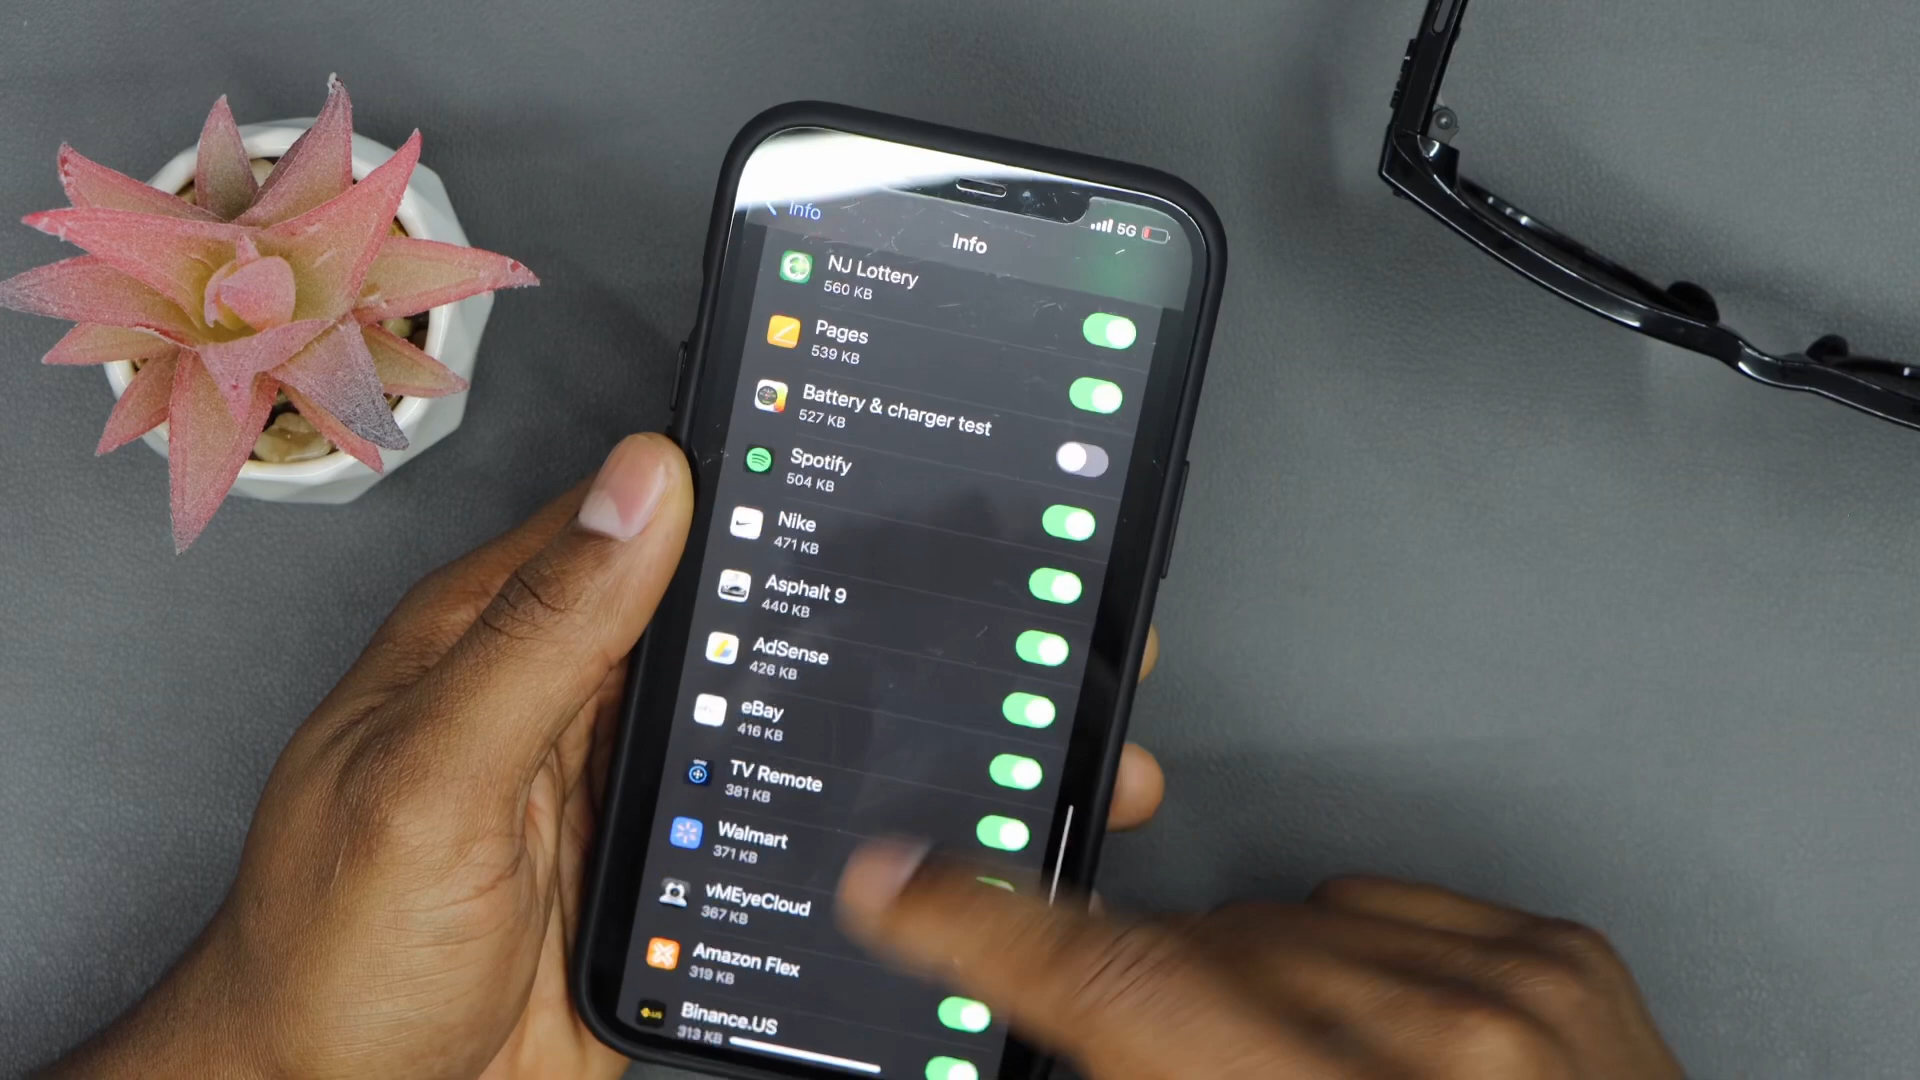 Info
5G
Info
NJ Lottery
560 KB
Pages
539 KB
Battery & charger test
527 KB
Spotify
504 KB
Nike
471 KB
Asphalt 9
440 KB
AdSense
426 KB
eBay
416 KB
TV Remote
381 KB
Walmart
371 KB
vMEyeCloud
367 KB
Amazon Flex
319 KB
Binance.US
313 KB